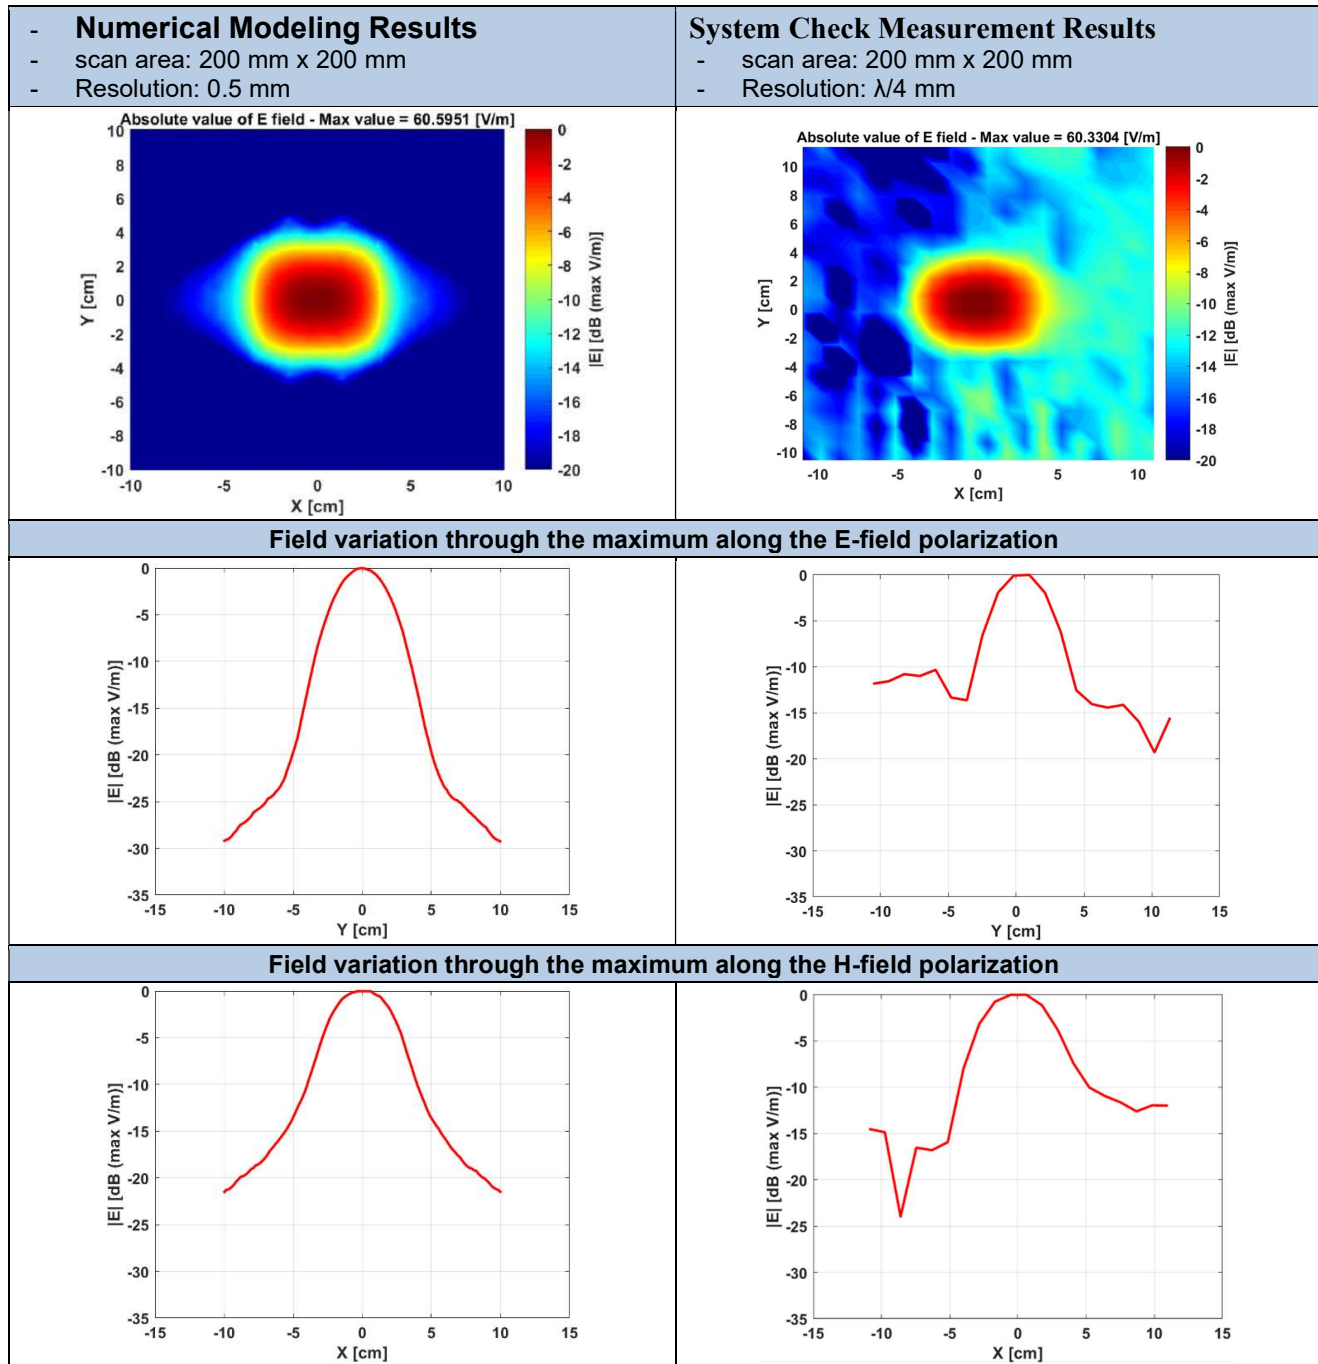 - Numerical Modeling Results
- scan area: 200 mm x 200 mm
- Resolution: 0.5 mm
System Check Measurement Results
- scan area: 200 mm x 200 mm
- Resolution: λ/4 mm
Absolute value of E field - Max value = 60.5951 [V/m]
10
8
6
4
2
0
-2
-4
-6
-8
-10
Y [cm]
-10 -5 0 5 10
X [cm]
0
-2
-4
-6
-8
-10
-12
-14
-16
-18
-20
|E| [dB (max V/m)]
Absolute value of E field - Max value = 60.3304 [V/m]
10
8
6
4
2
0
-2
-4
-6
-8
-10
Y [cm]
-10 -5 0 5 10
X [cm]
0
-2
-4
-6
-8
-10
-12
-14
-16
-18
-20
|E| [dB (max V/m)]
Field variation through the maximum along the E-field polarization
0
-5
-10
-15
-20
-25
-30
-35
|E| [dB (max V/m)]
-15 -10 -5 0 5 10 15
Y [cm]
0
-5
-10
-15
-20
-25
-30
-35
|E| [dB (max V/m)]
-15 -10 -5 0 5 10 15
Y [cm]
Field variation through the maximum along the H-field polarization
0
-5
-10
-15
-20
-25
-30
-35
|E| [dB (max V/m)]
-15 -10 -5 0 5 10 15
X [cm]
0
-5
-10
-15
-20
-25
-30
-35
|E| [dB (max V/m)]
-15 -10 -5 0 5 10 15
X [cm]